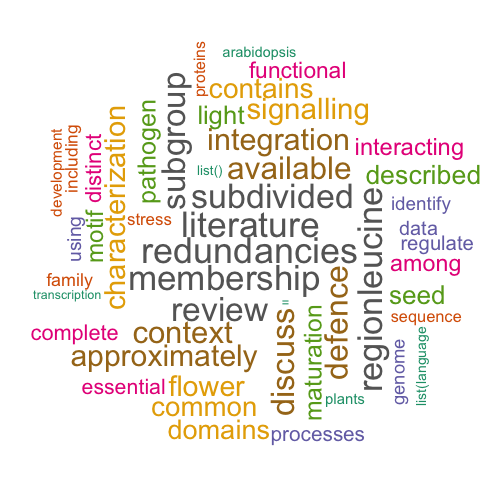 arabidopsis
proteins
functional
contains
subgroup
light
signalling
pathogen
integration
interacting
development
including
distinct
characterization
list()
available
described
motif
using
subdivided
identify
stress
literature
regionleucine
data
regulate
redundancies
among
membership
family
transcription
seed
review
=
discuss
defence
maturation
sequence
complete
context
approximately
genome
list(language
essential
flower
plants
common
domains
processes